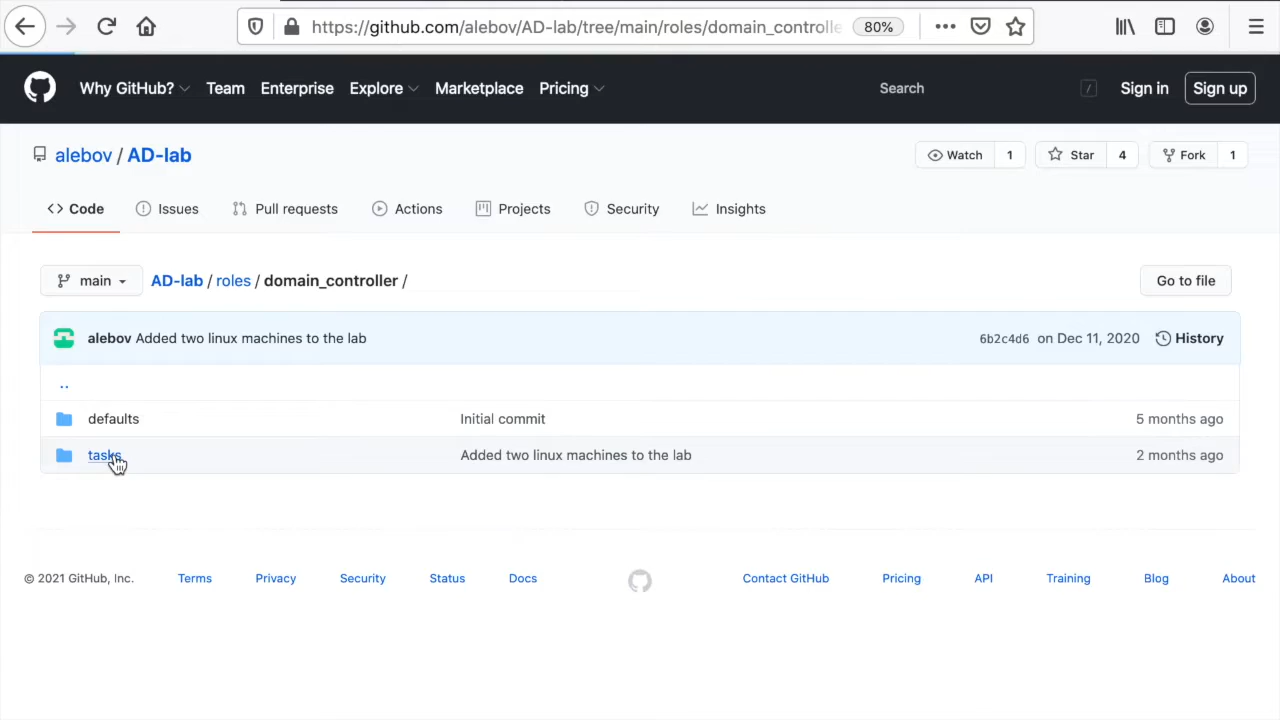 https://github.com/alebov/AD-lab/tree/main/roles/domain_controlle 80%
Why GitHub? Team Enterprise Explore Marketplace Pricing Search / Sign in Sign up
alebov / AD-lab Watch 1 Star 4 Fork 1
Code Issues Pull requests Actions Projects Security Insights
main AD-lab / roles / domain_controller / Go to file
alebov Added two linux machines to the lab 6b2c4d6 on Dec 11, 2020 History
..
defaults Initial commit 5 months ago
tasks Added two linux machines to the lab 2 months ago
© 2021 GitHub, Inc. Terms Privacy Security Status Docs Contact GitHub Pricing API Training Blog About